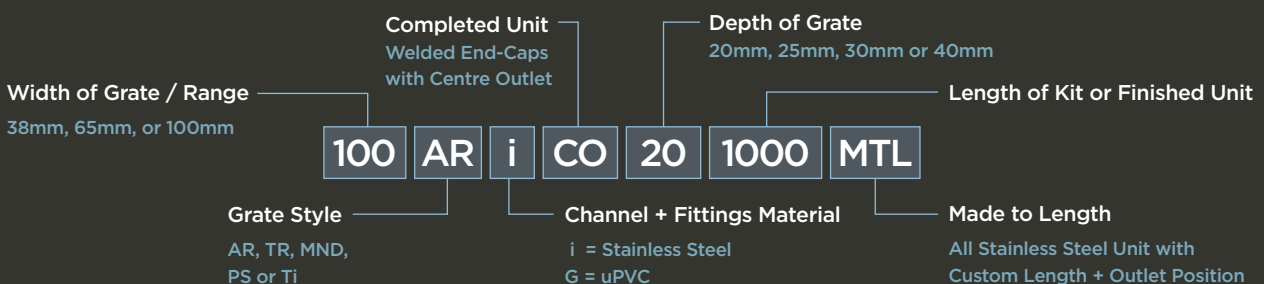 Completed Unit
Welded End-Caps
with Centre Outlet
Depth of Grate
20mm, 25mm, 30mm or 40mm
Width of Grate / Range
38mm, 65mm, or 100mm
Length of Kit or Finished Unit
100 AR i CO 20 1000 MTL
Grate Style
AR, TR, MND,
PS or Ti
Channel + Fittings Material
i = Stainless Steel
G = uPVC
Made to Length
All Stainless Steel Unit with
Custom Length + Outlet Position